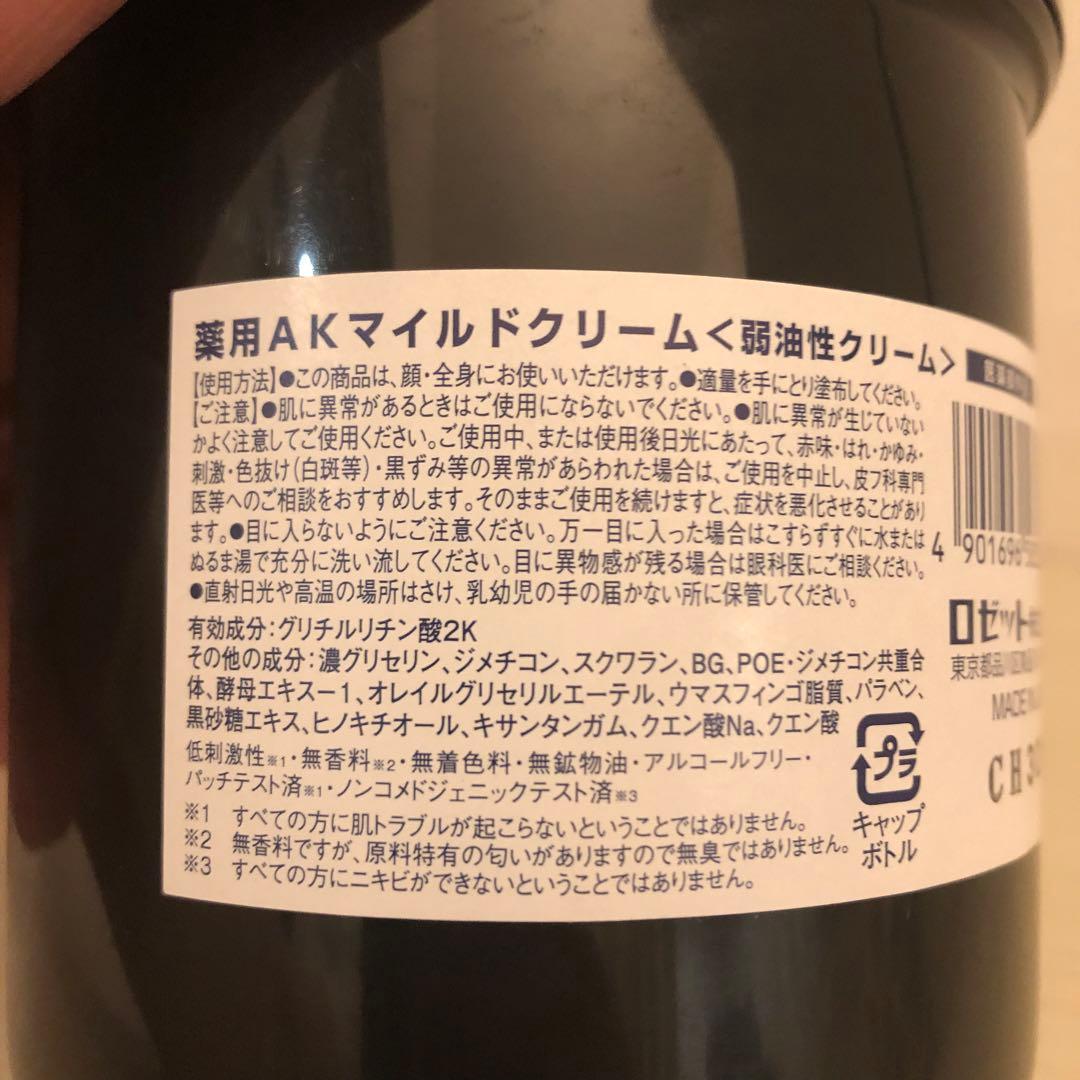 薬用AKマイルドクリーム<弱油性クリーム>
【使用方法】●この商品は、顔・全身にお使いいただけます。●適量を手にとり塗布してください。
【ご注意】●肌に異常があるときはご使用にならないでください。●肌に異常が生じていない
かよく注意してご使用ください。ご使用中、または使用後日光にあたって、赤味・はれ・かゆみ・
刺激・色抜け(白斑等)・黒ずみ等の異常があらわれた場合は、ご使用を中止し、皮フ科専門
医等へのご相談をおすすめします。そのままご使用を続けますと、症状を悪化させることがあり
ます。●目に入らないようにご注意ください。万一目に入った場合はこすらずすぐに水または
ぬるま湯で充分に洗い流してください。目に異物感が残る場合は眼科医にご相談ください。
●直射日光や高温の場所はさけ、乳幼児の手の届かない所に保管してください。
有効成分:グリチルリチン酸2K
その他の成分:濃グリセリン、ジメチコン、スクワラン、BG、POE・ジメチコン共重合
体、酵母エキス-1、オレイルグリセリルエーテル、ウマスフィンゴ脂質、パラベン、
黒砂糖エキス、ヒノキチオール、キサンタンガム、クエン酸Na、クエン酸
低刺激性※1・無香料※2・無着色料・無鉱物油・アルコールフリー・
パッチテスト済※1・ノンコメドジェニックテスト済※3
※1 すべての方に肌トラブルが起こらないということではありません。
※2 無香料ですが、原料特有の匂いがありますので無臭ではありません。
※3 すべての方にニキビができないということではありません。
プラ
キャップ
ボトル
4 901696
ロゼット
東京都品川区
MADE
CH3